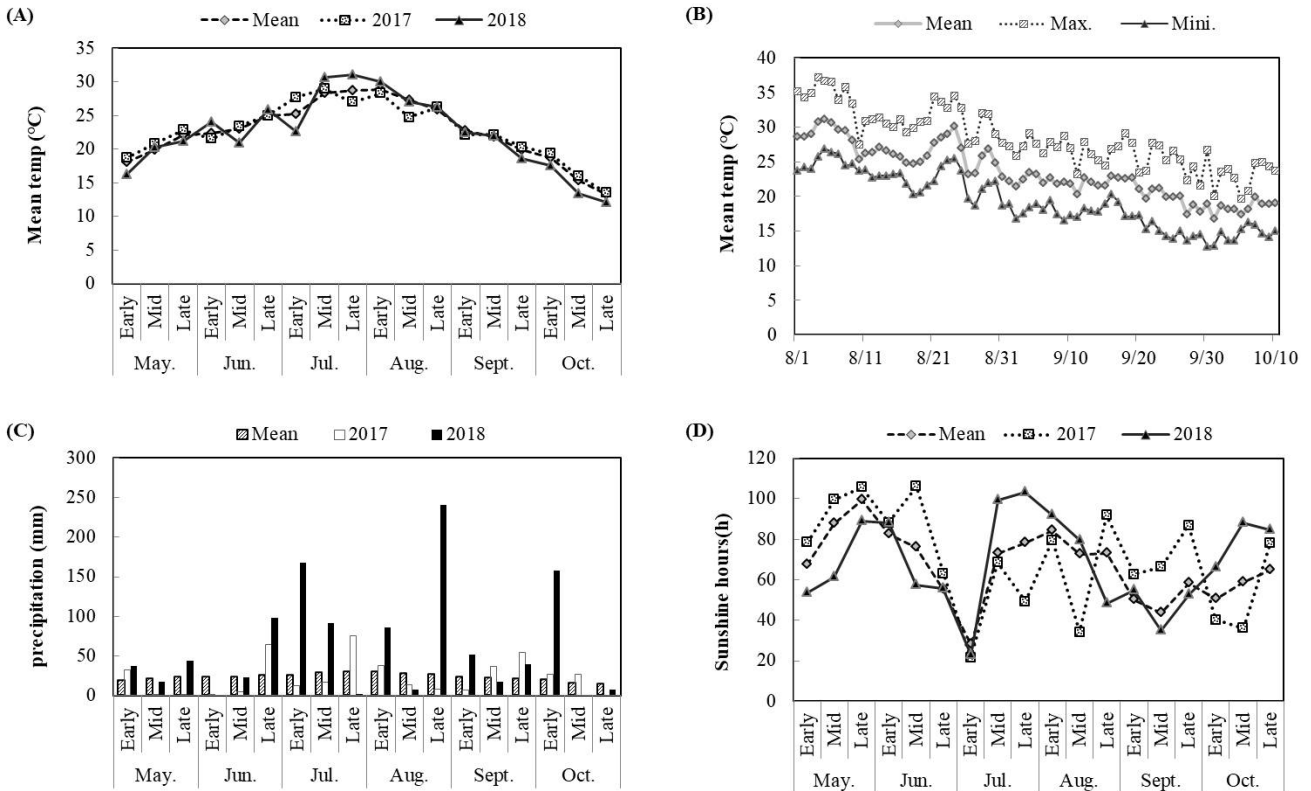 (A)
Mean 2017 2018
Mean temp (°C)
35
30
25
20
15
10
5
0
Early Mid Late Early Mid Late Early Mid Late Early Mid Late Early Mid Late Early Mid Late
May. Jun. Jul. Aug. Sept. Oct.
(B)
Mean Max. Mini.
Mean temp (°C)
40
35
30
25
20
15
10
5
0
8/1 8/11 8/21 8/31 9/10 9/20 9/30 10/10
(C)
Mean 2017 2018
precipitation (mm)
300
250
200
150
100
50
0
Early Mid Late Early Mid Late Early Mid Late Early Mid Late Early Mid Late Early Mid Late
May. Jun. Jul. Aug. Sept. Oct.
(D)
Mean 2017 2018
Sunshine hours(h)
120
100
80
60
40
20
0
Early Mid Late Early Mid Late Early Mid Late Early Mid Late Early Mid Late Early Mid Late
May. Jun. Jul. Aug. Sept. Oct.